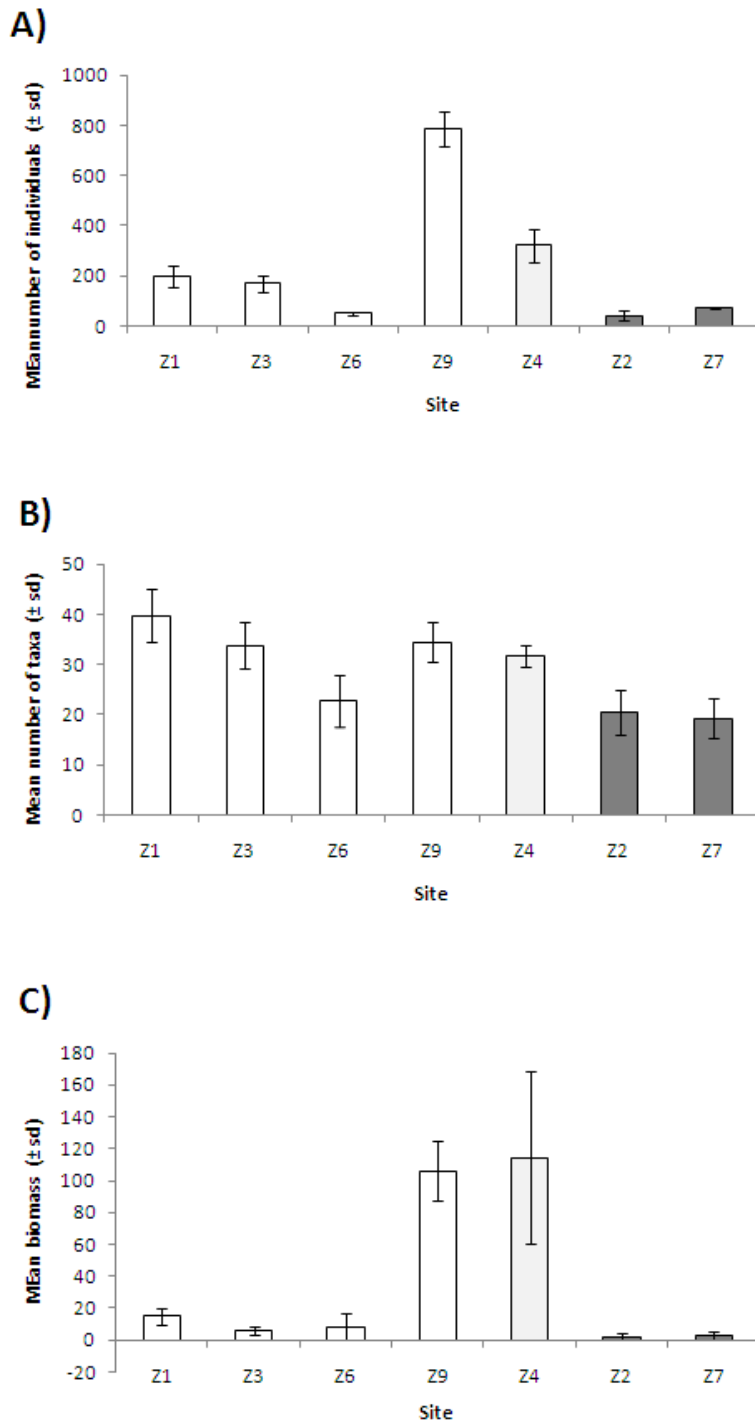 A)
MEannumber of individuals (± sd)
1000
800
600
400
200
0
Z1 Z3 Z6 Z9 Z4 Z2 Z7
Site
B)
Mean number of taxa (± sd)
50
40
30
20
10
0
Z1 Z3 Z6 Z9 Z4 Z2 Z7
Site
C)
MEan biomass (± sd)
180
160
140
120
100
80
60
40
20
0
-20
Z1 Z3 Z6 Z9 Z4 Z2 Z7
Site